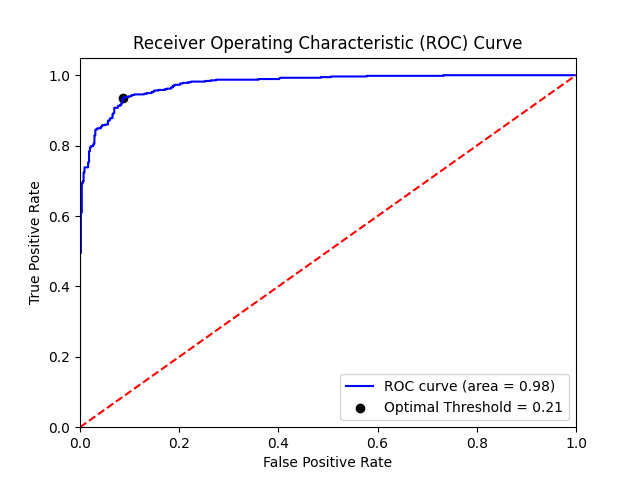 Receiver Operating Characteristic (ROC) Curve
1.0
0.8
0.6
0.4
0.2
0.0
True Positive Rate
ROC curve (area = 0.98)
Optimal Threshold = 0.21
0.0 0.2 0.4 0.6 0.8 1.0
False Positive Rate